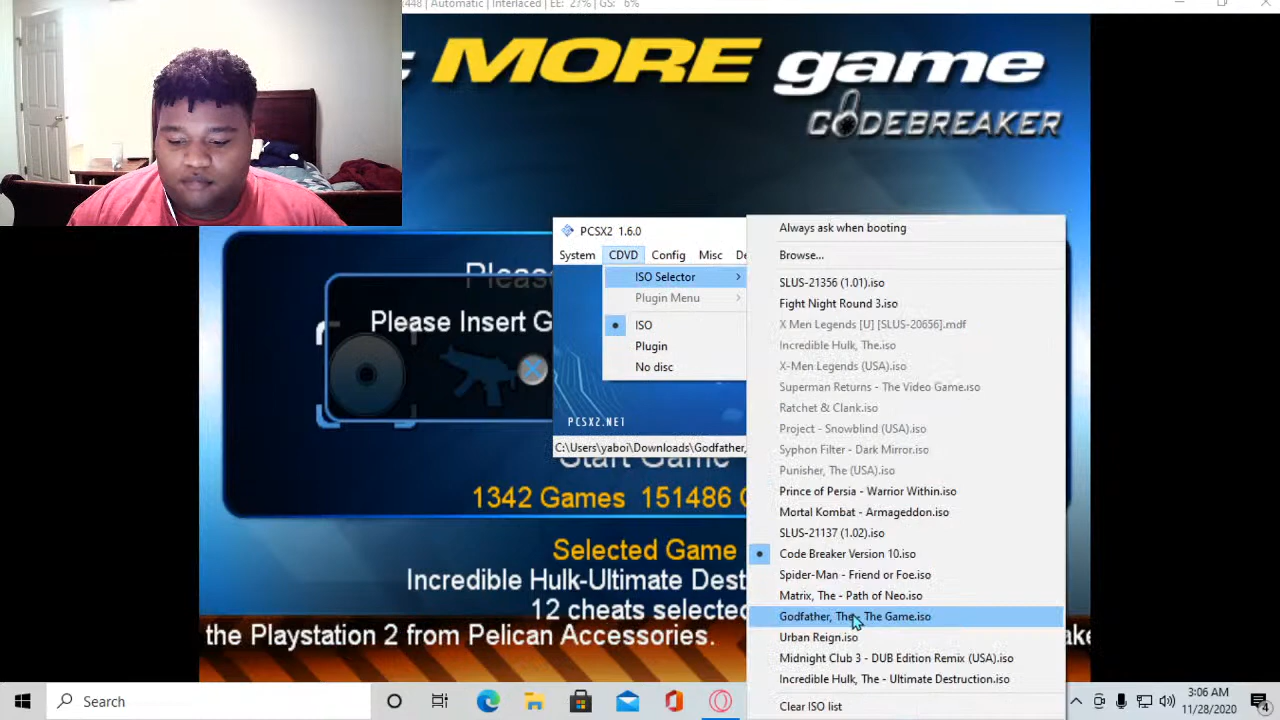 448 | Automatic | Interlaced | EE: 27% | GS: 6%
MORE game
CODEBREAKER
Please
Please Insert G
PCSX2 1.6.0
System CDVD Config Misc De
ISO Selector
Plugin Menu
ISO
Plugin
No disc
PCSX2.NET
C:\Users\yaboi\Downloads\Godfather,
Always ask when booting
Browse...
SLUS-21356 (1.01).iso
Fight Night Round 3.iso
X Men Legends [U] [SLUS-20656].mdf
Incredible Hulk, The.iso
X-Men Legends (USA).iso
Superman Returns - The Video Game.iso
Ratchet & Clank.iso
Project - Snowblind (USA).iso
Syphon Filter - Dark Mirror.iso
Punisher, The (USA).iso
Prince of Persia - Warrior Within.iso
Mortal Kombat - Armageddon.iso
SLUS-21137 (1.02).iso
Code Breaker Version 10.iso
Spider-Man - Friend or Foe.iso
Matrix, The - Path of Neo.iso
Godfather, The - The Game.iso
Urban Reign.iso
Midnight Club 3 - DUB Edition Remix (USA).iso
Incredible Hulk, The - Ultimate Destruction.iso
Clear ISO list
Start Game
1342 Games 151486 C
Selected Game
Incredible Hulk-Ultimate Dest
12 cheats selected
the Playstation 2 from Pelican Accessories.
Search
3:06 AM
11/28/2020
4